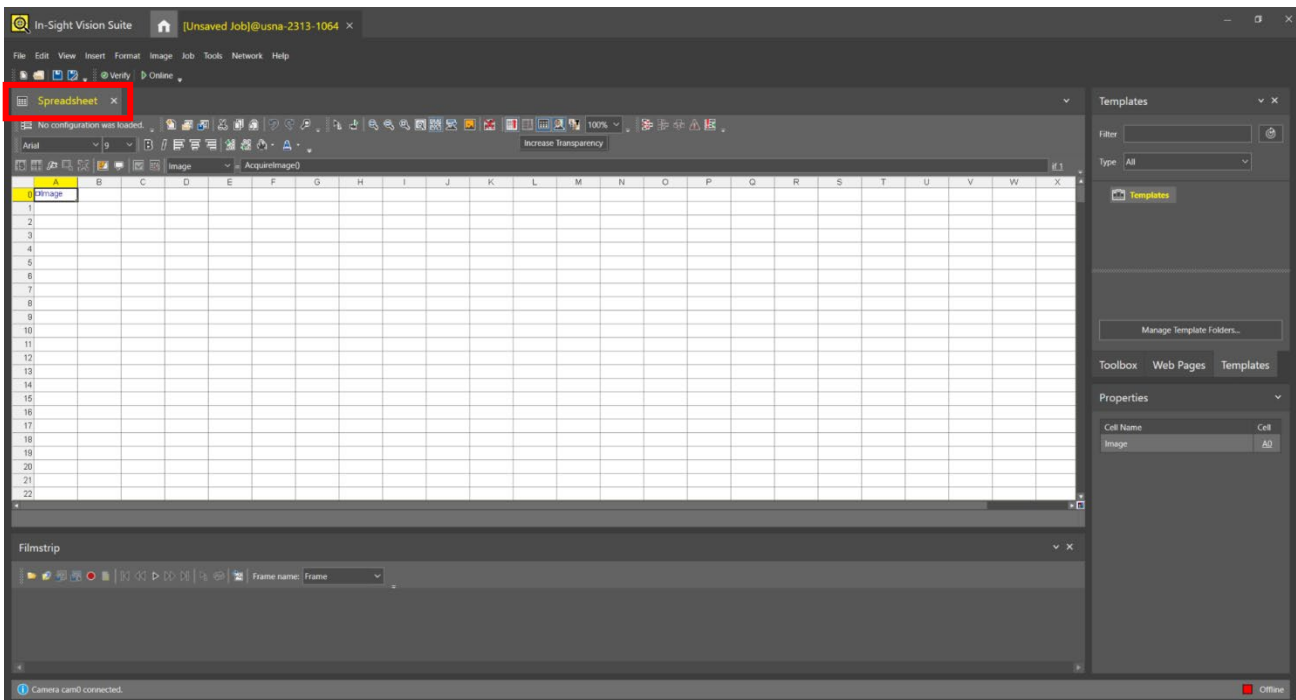 In-Sight Vision Suite
[Unsaved Job]@usna-2313-1064
File Edit View Insert Format Image Job Tools Network Help
Verify Online
Spreadsheet
No configuration was loaded.
100%
Arial 9
Increase Transparency
Image = AcquireImage()
if.1
A B C D E F G H I J K L M N O P Q R S T U V W X
0 Image
1
2
3
4
5
6
7
8
9
10
11
12
13
14
15
16
17
18
19
20
21
22
Filmstrip
Frame name: Frame
Templates
Filter
Type All
Templates
Manage Template Folders...
Toolbox Web Pages Templates
Properties
Cell Name Cell
Image A0
Camera cam0 connected.
Offline